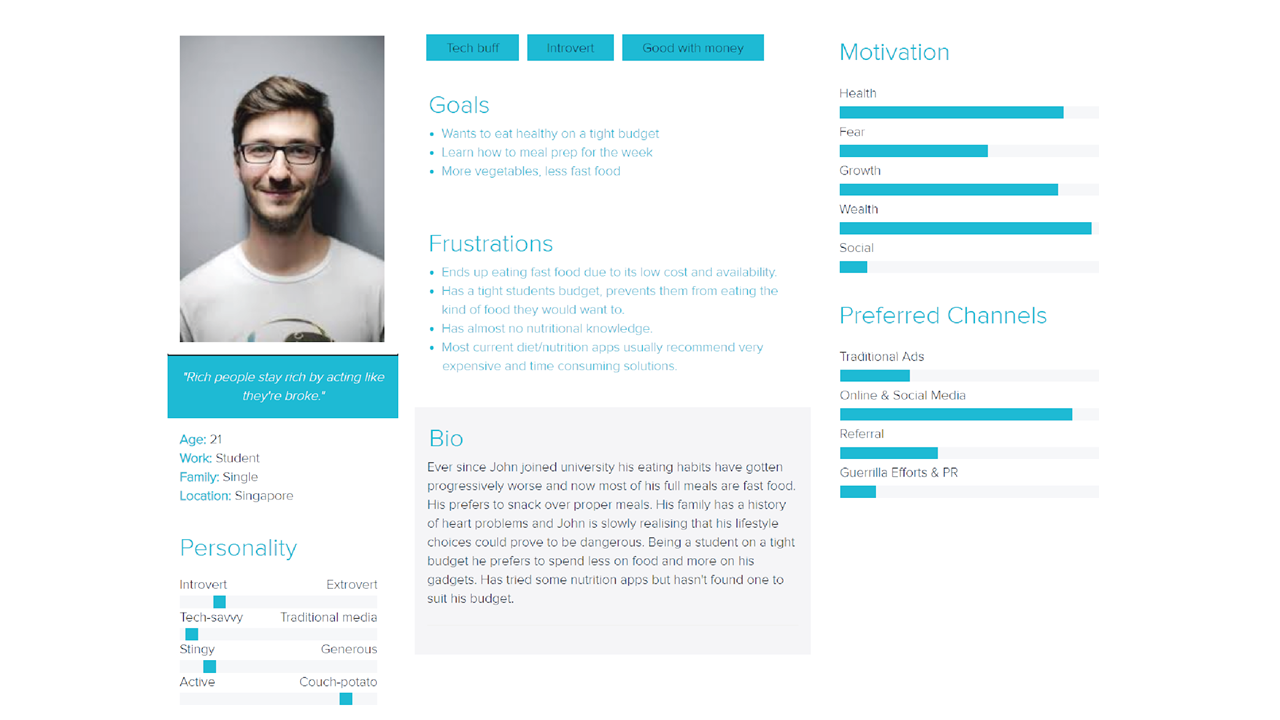 "Rich people stay rich by acting like
they're broke."
Age: 21
Work: Student
Family: Single
Location: Singapore
Personality
Introvert Extrovert
Tech-savvy Traditional media
Stingy Generous
Active Couch-potato
Tech buff Introvert Good with money
Goals
• Wants to eat healthy on a tight budget
• Learn how to meal prep for the week
• More vegetables, less fast food
Frustrations
• Ends up eating fast food due to its low cost and availability.
• Has a tight students budget, prevents them from eating the
kind of food they would want to.
• Has almost no nutritional knowledge.
• Most current diet/nutrition apps usually recommend very
expensive and time consuming solutions.
Bio
Ever since John joined university his eating habits have gotten
progressively worse and now most of his full meals are fast food.
His prefers to snack over proper meals. His family has a history
of heart problems and John is slowly realising that his lifestyle
choices could prove to be dangerous. Being a student on a tight
budget he prefers to spend less on food and more on his
gadgets. Has tried some nutrition apps but hasn't found one to
suit his budget.
Motivation
Health
Fear
Growth
Wealth
Social
Preferred Channels
Traditional Ads
Online & Social Media
Referral
Guerrilla Efforts & PR